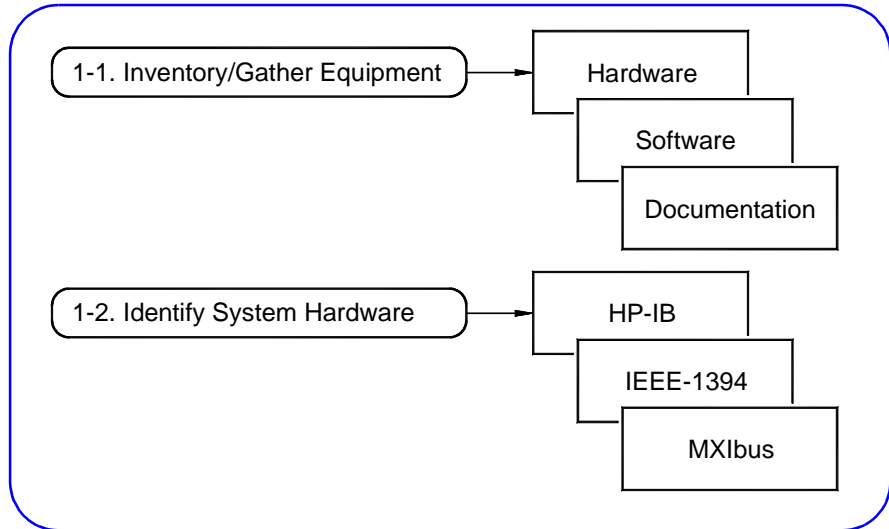 1-1. Inventory/Gather Equipment
Hardware
Software
Documentation
1-2. Identify System Hardware
HP-IB
IEEE-1394
MXIbus